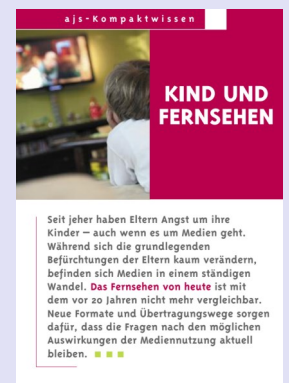 ajs-Kompaktwissen
KIND UND
FERNSEHEN
Seit jeher haben Eltern Angst um ihre
Kinder – auch wenn es um Medien geht.
Während sich die grundlegenden
Befürchtungen der Eltern kaum verändern,
befinden sich Medien in einem ständigen
Wandel. Das Fernsehen von heute ist mit
dem vor 20 Jahren nicht mehr vergleichbar.
Neue Formate und Übertragungswege sorgen
dafür, dass die Fragen nach den möglichen
Auswirkungen der Mediennutzung aktuell
bleiben.